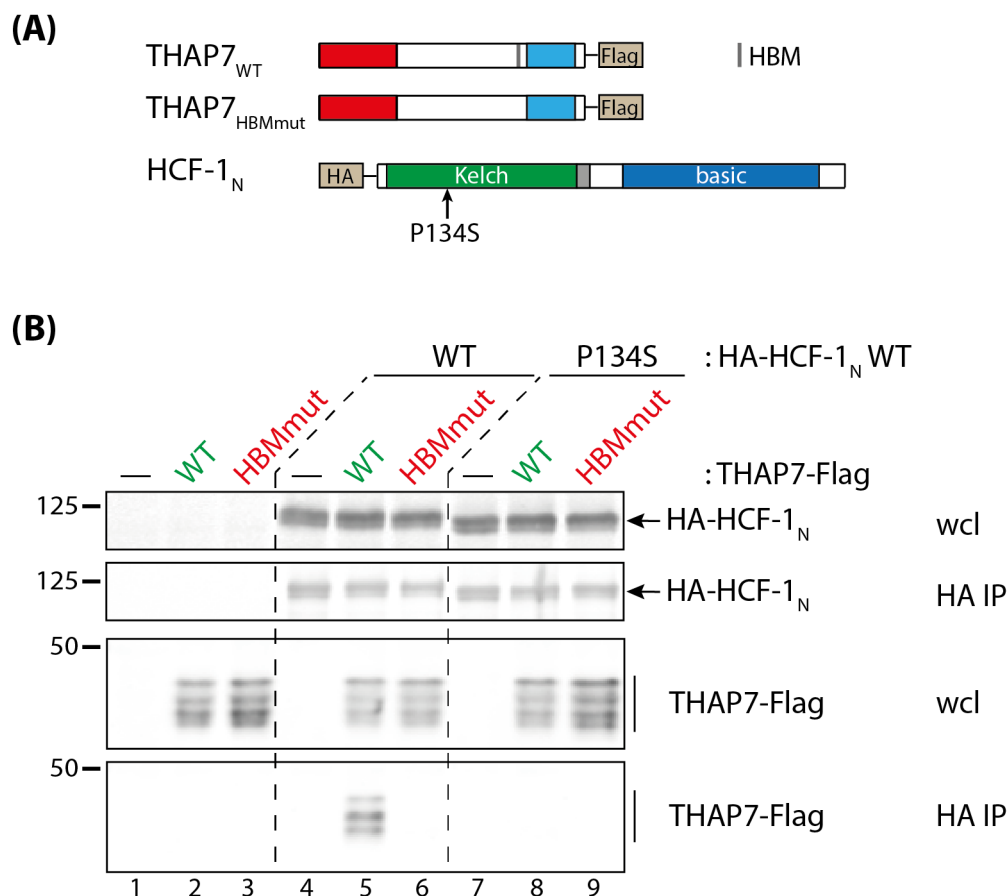 (A)
THAP7WT Flag HBM
THAP7HBMmut Flag
HCF-1N HA Kelch basic
P134S
(B)
WT P134S : HA-HCF-1N WT
— WT HBMmut — WT HBMmut — WT HBMmut : THAP7-Flag
125 HA-HCF-1N wcl
125 HA-HCF-1N HA IP
50
THAP7-Flag wcl
50
THAP7-Flag HA IP
1 2 3 4 5 6 7 8 9